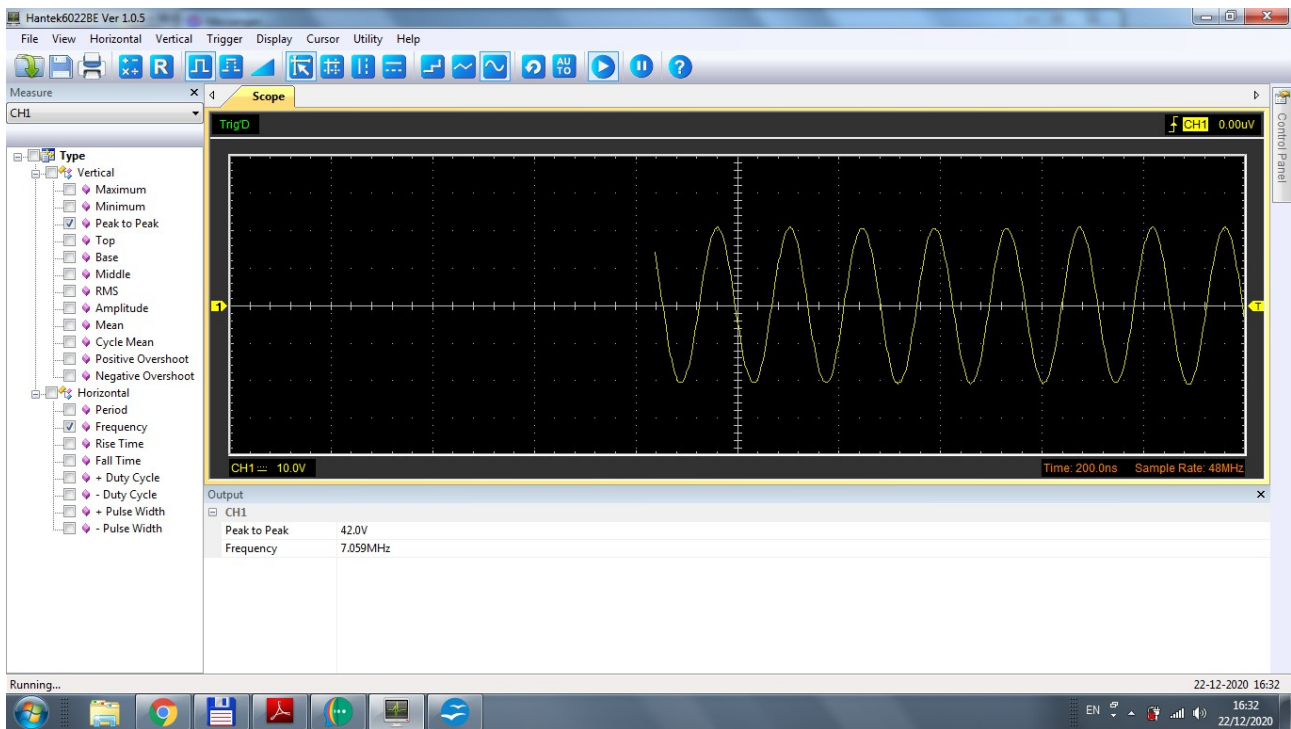 Hantek6022BE Ver 1.0.5
File View Horizontal Vertical Trigger Display Cursor Utility Help
R
AU
TO
Measure
CH1
Type
Vertical
Maximum
Minimum
Peak to Peak
Top
Base
Middle
RMS
Amplitude
Mean
Cycle Mean
Positive Overshoot
Negative Overshoot
Horizontal
Period
Frequency
Rise Time
Fall Time
+ Duty Cycle
- Duty Cycle
+ Pulse Width
- Pulse Width
Scope
Trig'D
CH1 0.00uV
1
T
CH1 10.0V
Time: 200.0ns Sample Rate: 48MHz
Control Panel
Output
CH1
Peak to Peak 42.0V
Frequency 7.059MHz
Running...
22-12-2020 16:32
EN
16:32
22/12/2020